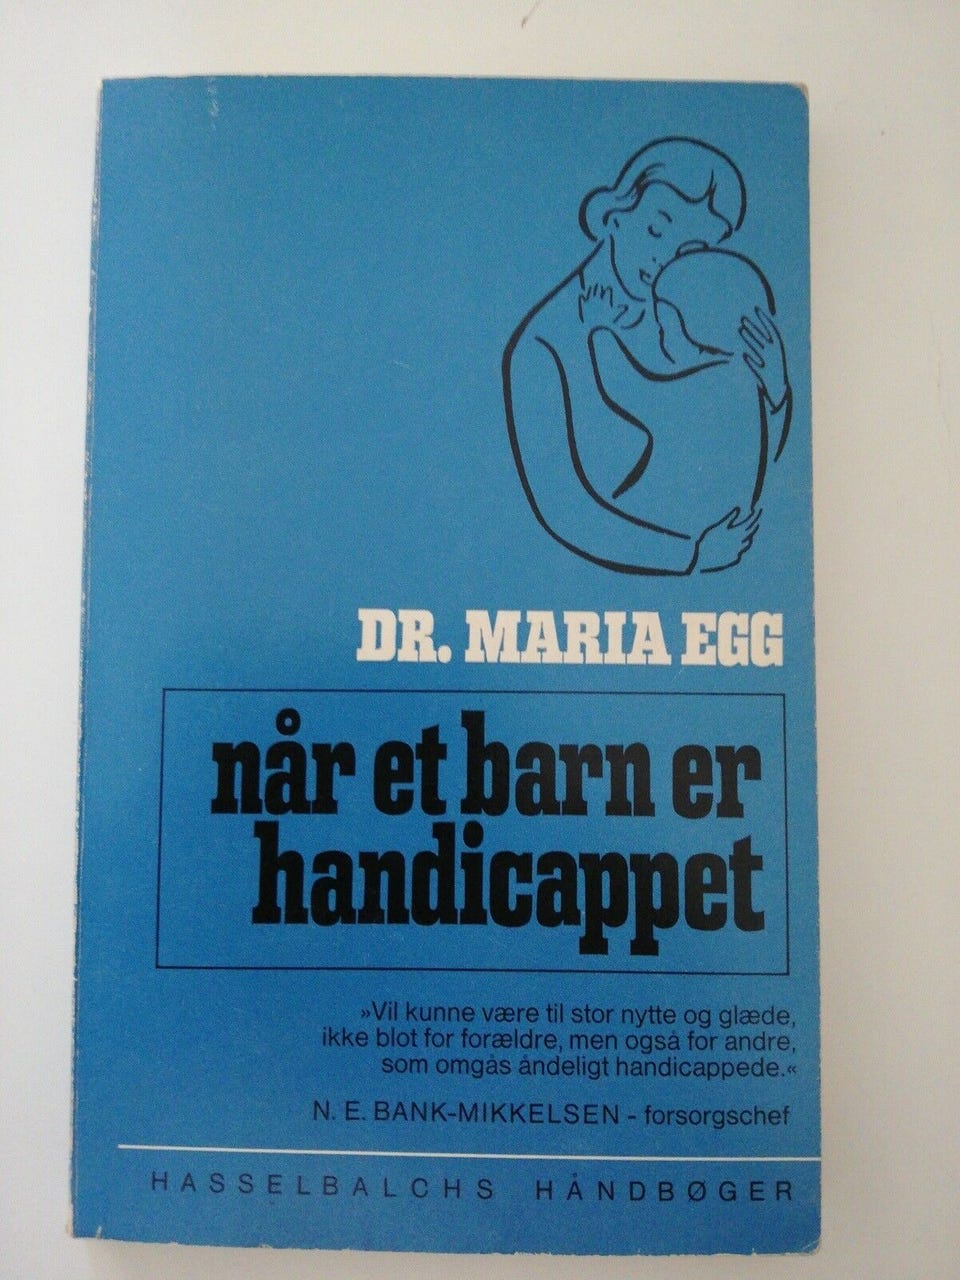 DR. MARIA EGG
når et barn er
handicappet
»Vil kunne være til stor nytte og glæde,
ikke blot for forældre, men også for andre,
som omgås åndeligt handicappede.«
N. E. BANK-MIKKELSEN - forsorgschef
HASSELBALCHS HÅNDBØGER